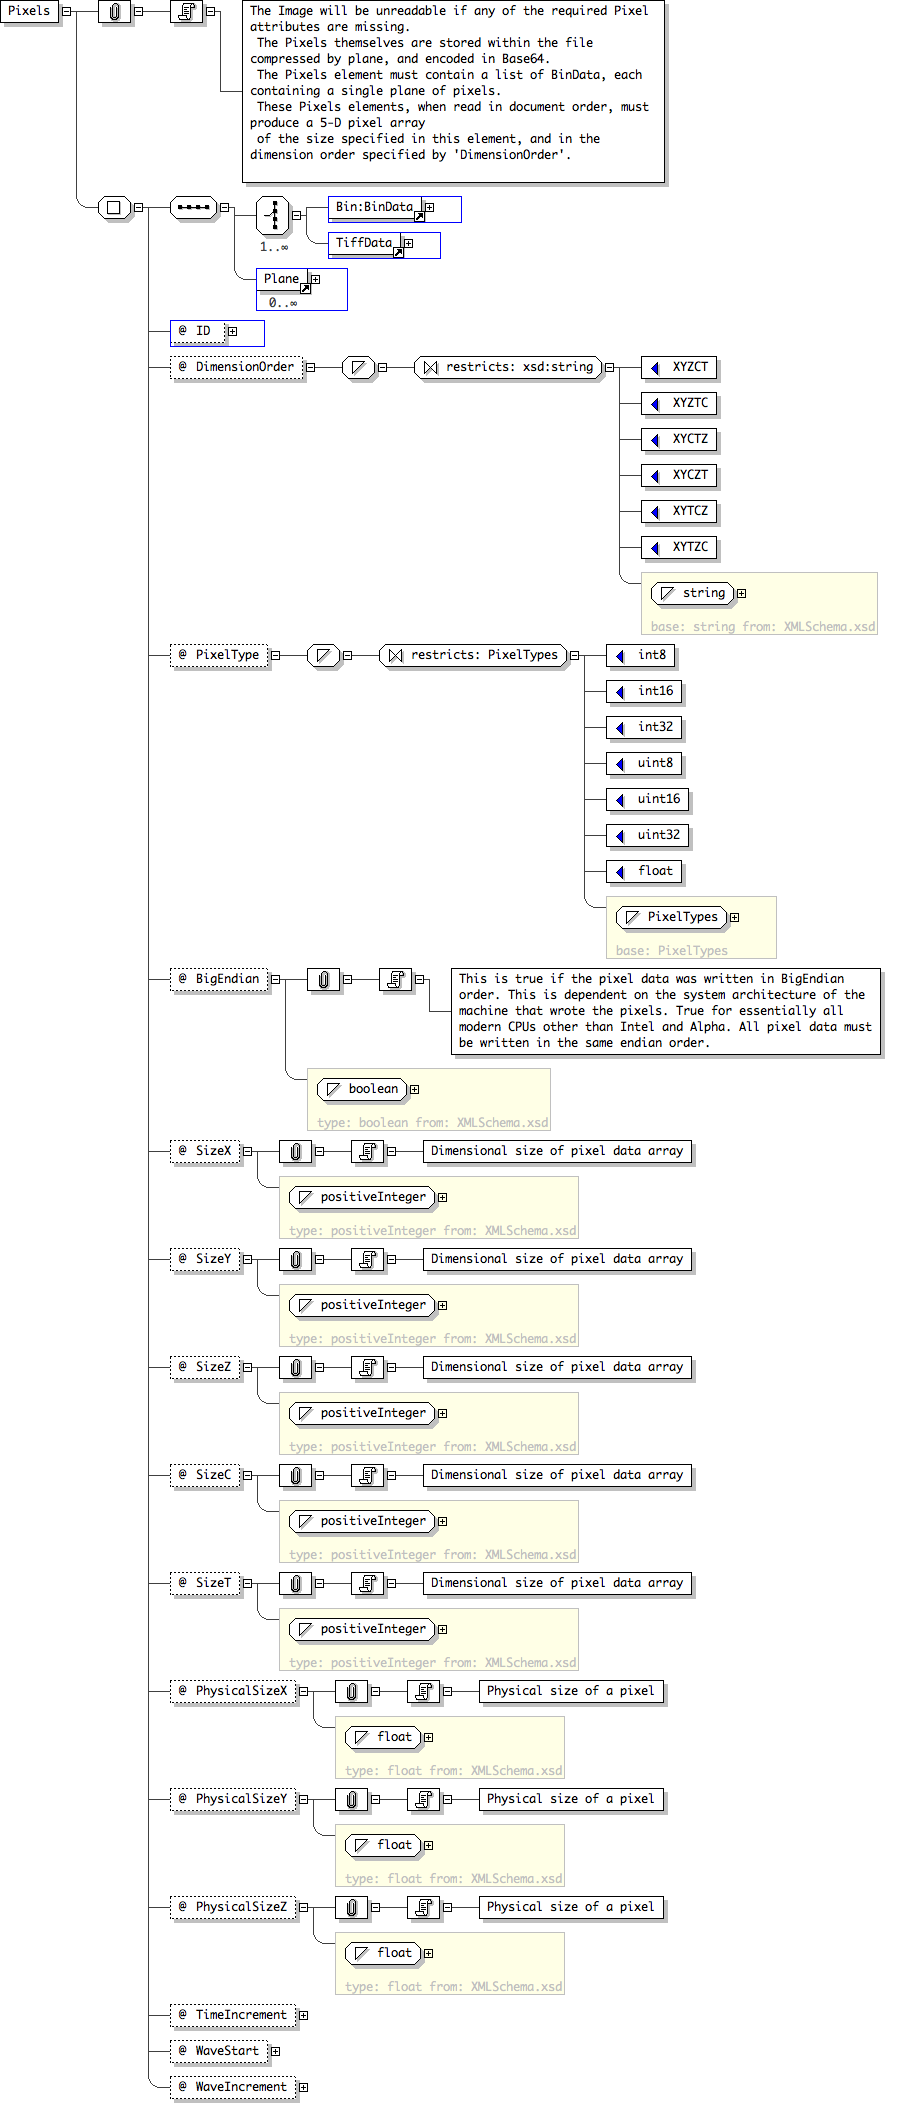 Pixels
The Image will be unreadable if any of the required Pixel
attributes are missing.
The Pixels themselves are stored within the file
compressed by plane, and encoded in Base64.
The Pixels element must contain a list of BinData, each
containing a single plane of pixels.
These Pixels elements, when read in document order, must
produce a 5-D pixel array
of the size specified in this element, and in the
dimension order specified by 'DimensionOrder'.
Bin:BinData
1..∞
TiffData
Plane
0..∞
@ ID
@ DimensionOrder
restricts: xsd:string
XYZCT
XYZTC
XYCTZ
XYCZT
XYTCZ
XYTZC
string
base: string from: XMLSchema.xsd
@ PixelType
restricts: PixelTypes
int8
int16
int32
uint8
uint16
uint32
float
PixelTypes
base: PixelTypes
@ BigEndian
This is true if the pixel data was written in BigEndian
order. This is dependent on the system architecture of the
machine that wrote the pixels. True for essentially all
modern CPUs other than Intel and Alpha. All pixel data must
be written in the same endian order.
boolean
type: boolean from: XMLSchema.xsd
@ SizeX
Dimensional size of pixel data array
positiveInteger
type: positiveInteger from: XMLSchema.xsd
@ SizeY
Dimensional size of pixel data array
positiveInteger
type: positiveInteger from: XMLSchema.xsd
@ SizeZ
Dimensional size of pixel data array
positiveInteger
type: positiveInteger from: XMLSchema.xsd
@ SizeC
Dimensional size of pixel data array
positiveInteger
type: positiveInteger from: XMLSchema.xsd
@ SizeT
Dimensional size of pixel data array
positiveInteger
type: positiveInteger from: XMLSchema.xsd
@ PhysicalSizeX
Physical size of a pixel
float
type: float from: XMLSchema.xsd
@ PhysicalSizeY
Physical size of a pixel
float
type: float from: XMLSchema.xsd
@ PhysicalSizeZ
Physical size of a pixel
float
type: float from: XMLSchema.xsd
@ TimeIncrement
@ WaveStart
@ WaveIncrement